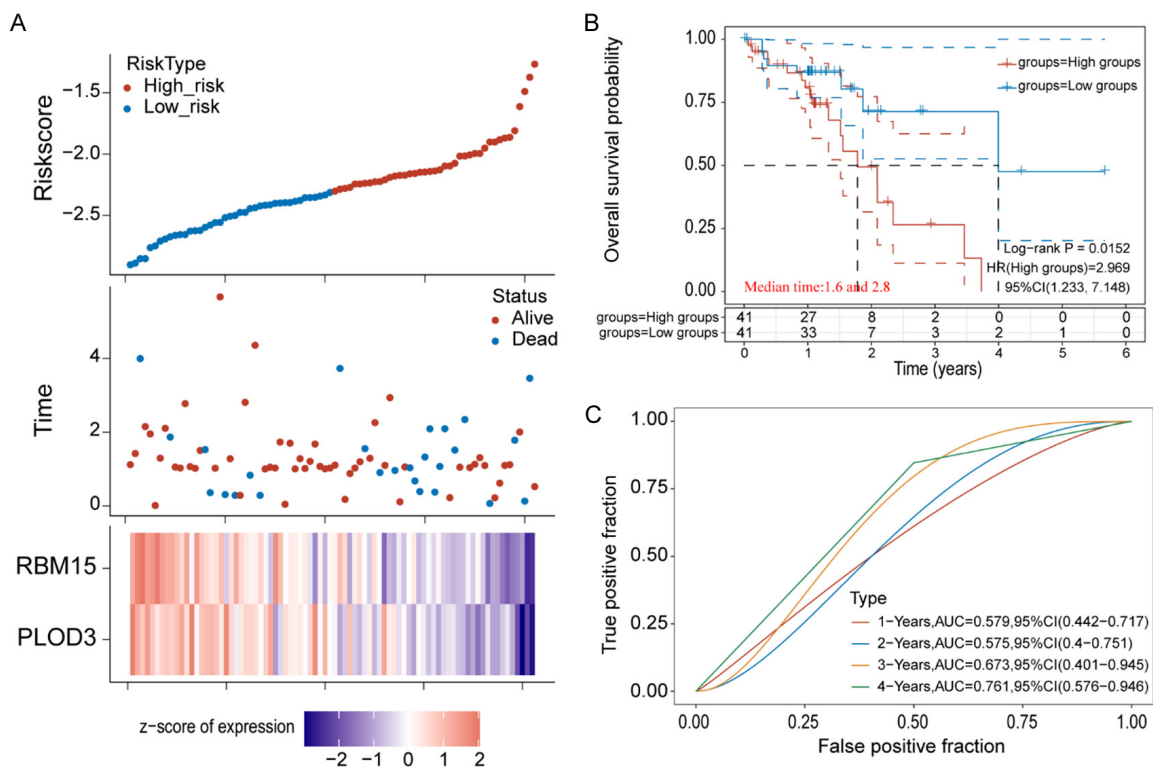 A
RiskType
High_risk
Low_risk
Riskscore
−1.5
−2.0
−2.5
Status
Alive
Dead
Time
4
2
0
RBM15
PLOD3
z-score of expression
−2 −1 0 1 2
B
Overall survival probability
1.00
0.75
0.50
0.25
0.00
groups=High groups
groups=Low groups
Log−rank P = 0.0152
HR(High groups)=2.969
95%CI(1.233, 7.148)
Median time:1.6 and 2.8
groups=High groups 41 27 8 2 0 0 0
groups=Low groups 41 33 7 3 2 1 0
0 1 2 3 4 5 6
Time (years)
C
True positive fraction
1.00
0.75
0.50
0.25
0.00
Type
1−Years,AUC=0.579,95%CI(0.442−0.717)
2−Years,AUC=0.575,95%CI(0.4−0.751)
3−Years,AUC=0.673,95%CI(0.401−0.945)
4−Years,AUC=0.761,95%CI(0.576−0.946)
0.00 0.25 0.50 0.75 1.00
False positive fraction